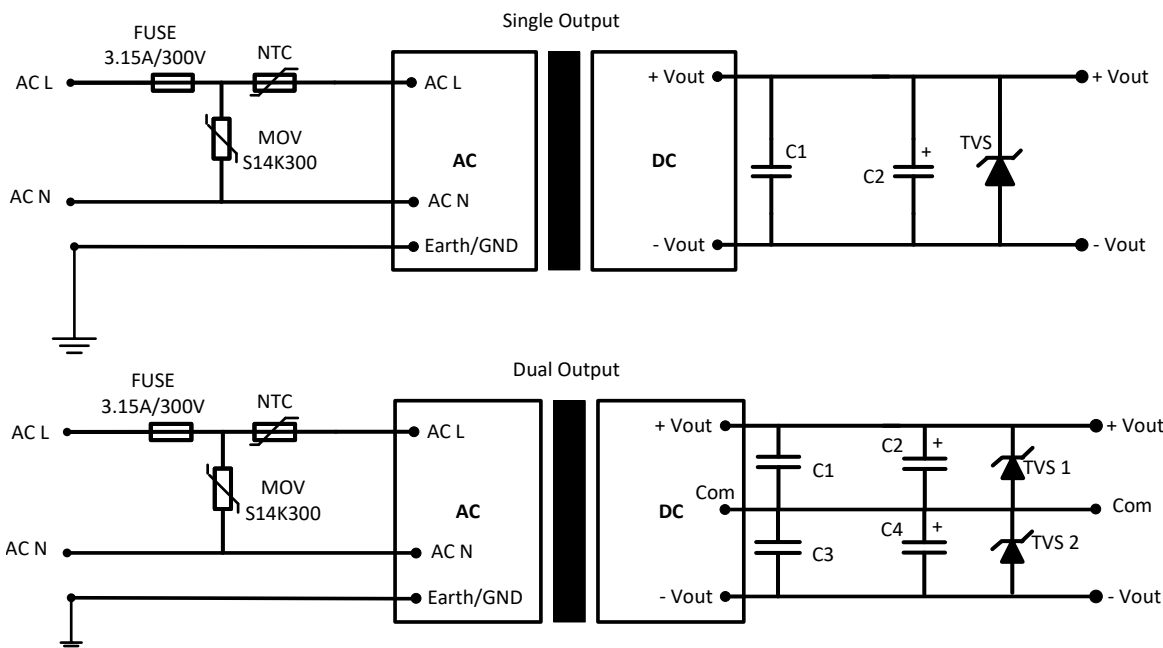 Single Output
FUSE
3.15A/300V
NTC
AC L
AC L
+ Vout
+ Vout
MOV
S14K300
AC
DC
C1
C2
+
TVS
AC N
AC N
Earth/GND
- Vout
- Vout
Dual Output
FUSE
3.15A/300V
NTC
AC L
AC L
+ Vout
+ Vout
MOV
S14K300
C1
C2
+
TVS 1
AC
DC
Com
Com
C3
C4
+
TVS 2
AC N
AC N
Earth/GND
- Vout
- Vout